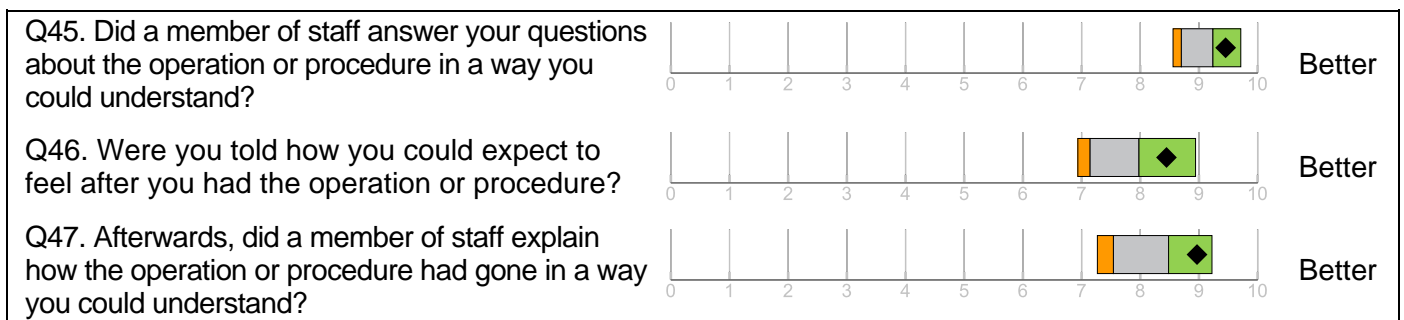 Q45. Did a member of staff answer your questions
about the operation or procedure in a way you
could understand?
0 1 2 3 4 5 6 7 8 9 10
Better
Q46. Were you told how you could expect to
feel after you had the operation or procedure?
0 1 2 3 4 5 6 7 8 9 10
Better
Q47. Afterwards, did a member of staff explain
how the operation or procedure had gone in a way
you could understand?
0 1 2 3 4 5 6 7 8 9 10
Better